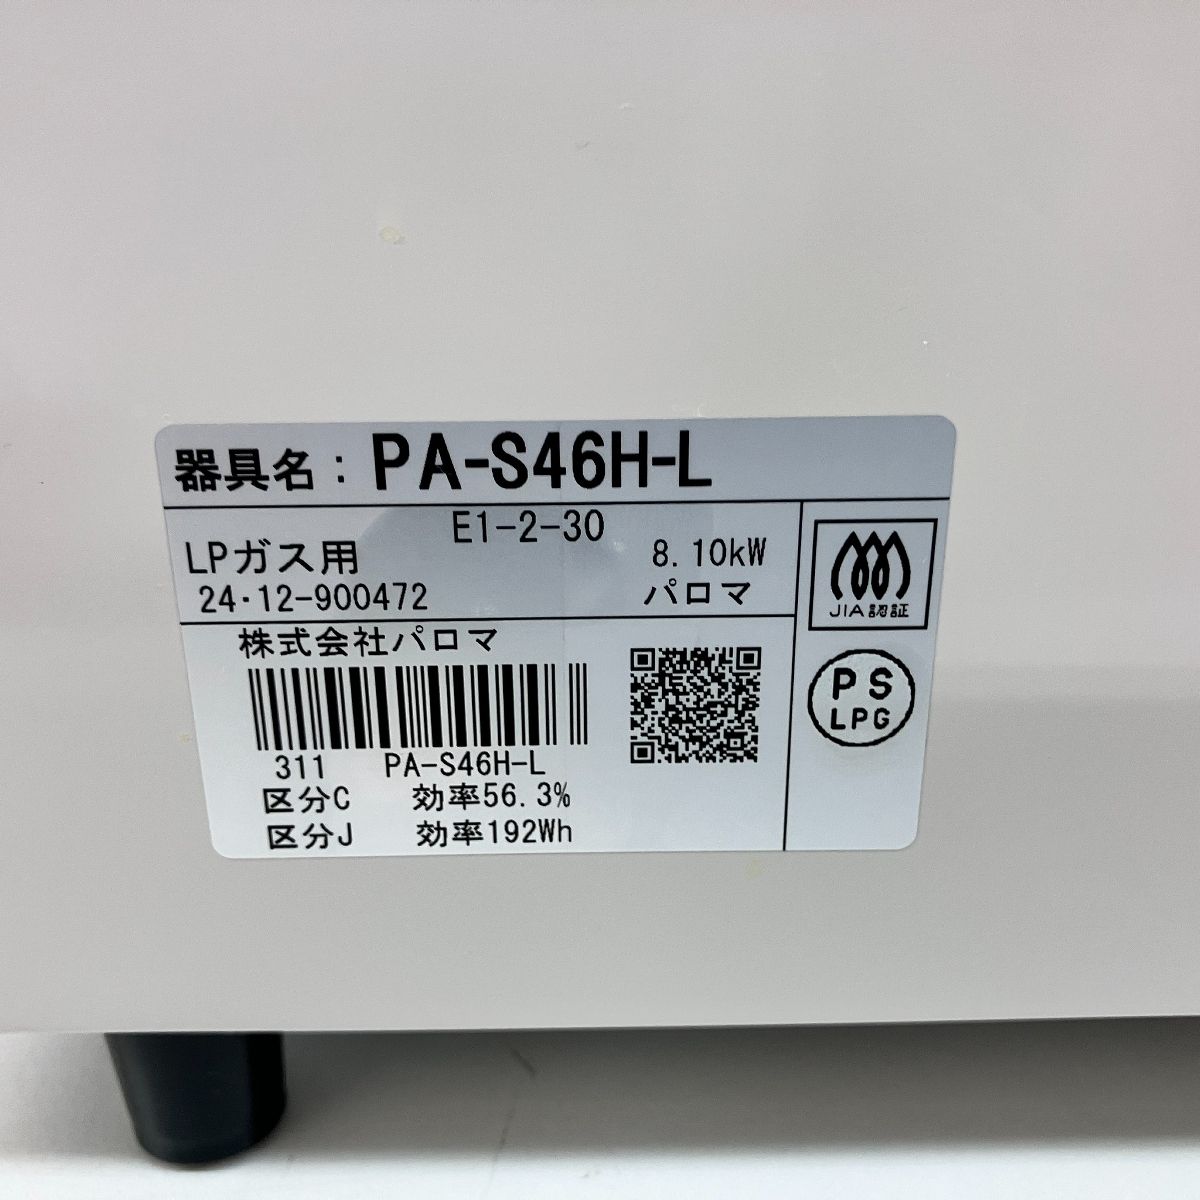 器具名：PA-S46H-L
E1-2-30
LPガス用
8.10kW
24・12-900472
パロマ
株式会社パロマ
311 PA-S46H-L
区分C 効率56.3%
区分J 効率192Wh
JIA認証
PS
LPG